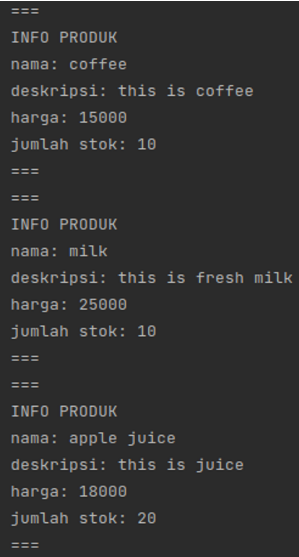 ===
INFO PRODUK
nama: coffee
deskripsi: this is coffee
harga: 15000
jumlah stok: 10
===
===
INFO PRODUK
nama: milk
deskripsi: this is fresh milk
harga: 25000
jumlah stok: 10
===
===
INFO PRODUK
nama: apple juice
deskripsi: this is juice
harga: 18000
jumlah stok: 20
===